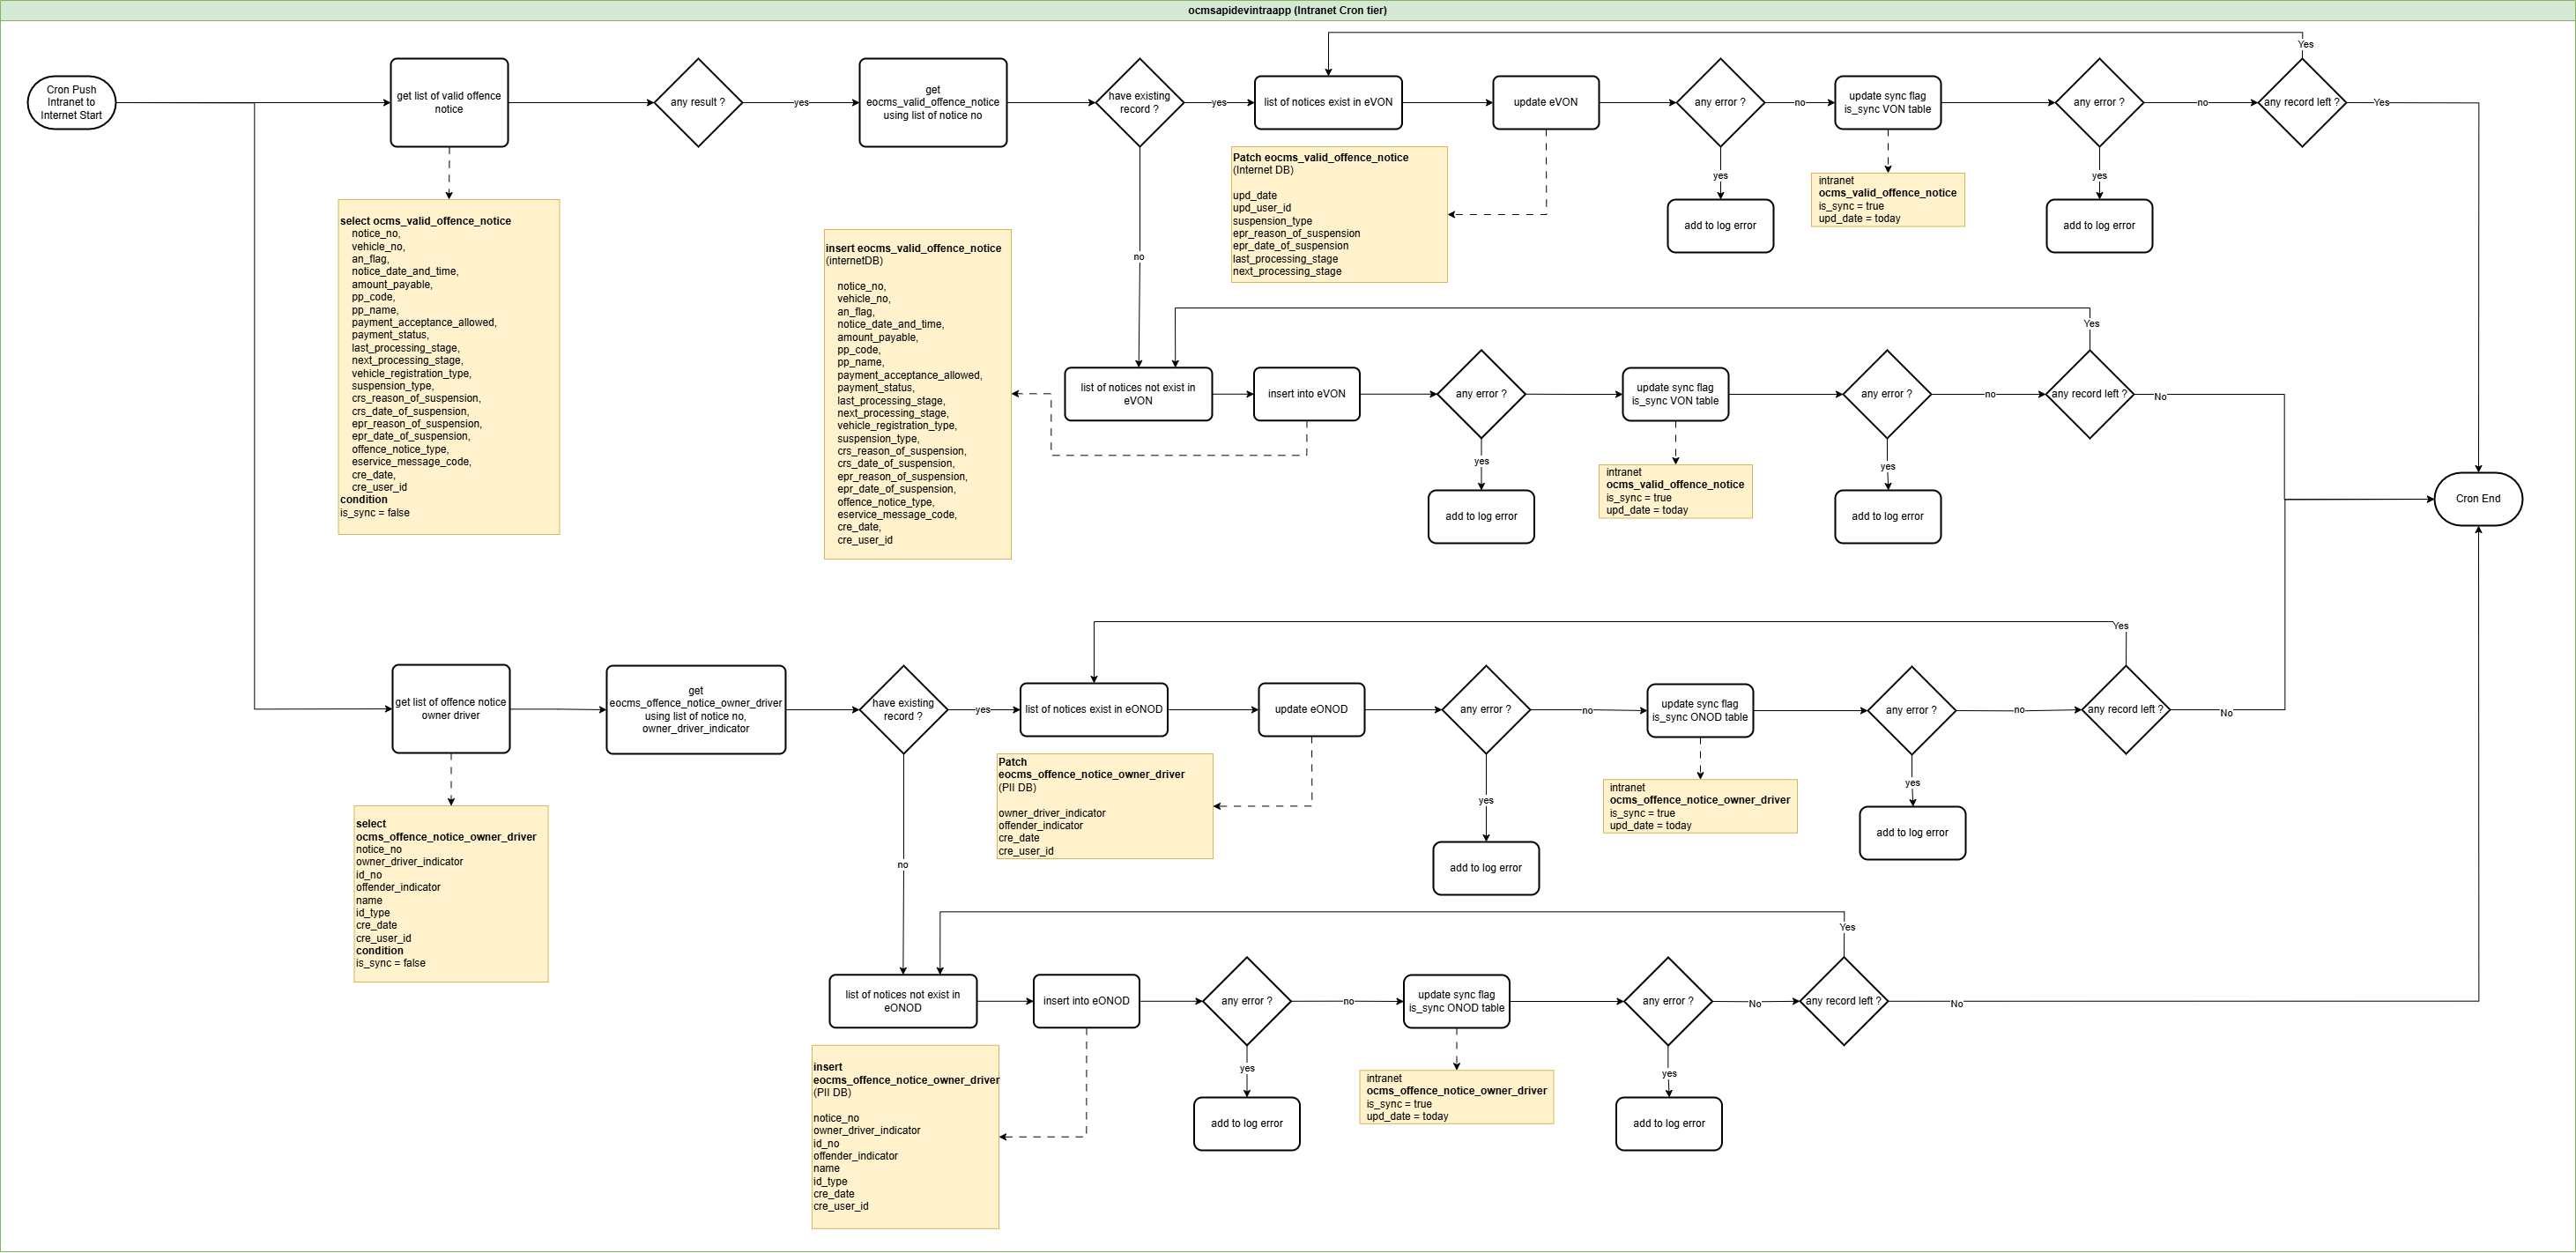 ocmsapidevintraapp (Intranet Cron tier)
Cron Push
Intranet to
Internet Start
get list of valid offence
notice
any result ?
yes
get
eocms_valid_offence_notice
using list of notice no
have existing
record ?
yes
list of notices exist in eVON
update eVON
any error ?
no
update sync flag
is_sync VON table
any error ?
no
any record left ?
Yes
Yes
select ocms_valid_offence_notice
notice_no,
vehicle_no,
an_flag,
notice_date_and_time,
amount_payable,
pp_code,
pp_name,
payment_acceptance_allowed,
payment_status,
last_processing_stage,
next_processing_stage,
vehicle_registration_type,
suspension_type,
crs_reason_of_suspension,
crs_date_of_suspension,
epr_reason_of_suspension,
epr_date_of_suspension,
offence_notice_type,
eservice_message_code,
cre_date,
cre_user_id
condition
is_sync = false
insert eocms_valid_offence_notice
(internetDB)
notice_no,
vehicle_no,
an_flag,
notice_date_and_time,
amount_payable,
pp_code,
pp_name,
payment_acceptance_allowed,
payment_status,
last_processing_stage,
next_processing_stage,
vehicle_registration_type,
suspension_type,
crs_reason_of_suspension,
crs_date_of_suspension,
epr_reason_of_suspension,
epr_date_of_suspension,
offence_notice_type,
eservice_message_code,
cre_date,
cre_user_id
no
Patch eocms_valid_offence_notice
(Internet DB)
upd_date
upd_user_id
suspension_type
epr_reason_of_suspension
epr_date_of_suspension
last_processing_stage
next_processing_stage
yes
add to log error
intranet
ocms_valid_offence_notice
is_sync = true
upd_date = today
yes
add to log error
list of notices not exist in
eVON
insert into eVON
any error ?
update sync flag
is_sync VON table
any error ?
no
any record left ?
Yes
No
yes
add to log error
intranet
ocms_valid_offence_notice
is_sync = true
upd_date = today
yes
add to log error
Cron End
get list of offence notice
owner driver
get
eocms_offence_notice_owner_driver
using list of notice no,
owner_driver_indicator
have existing
record ?
yes
list of notices exist in eONOD
update eONOD
any error ?
no
update sync flag
is_sync ONOD table
any error ?
no
any record left ?
Yes
No
select
ocms_offence_notice_owner_driver
notice_no
owner_driver_indicator
id_no
offender_indicator
name
id_type
cre_date
cre_user_id
condition
is_sync = false
no
Patch
eocms_offence_notice_owner_driver
(PII DB)
owner_driver_indicator
offender_indicator
cre_date
cre_user_id
yes
add to log error
intranet
ocms_offence_notice_owner_driver
is_sync = true
upd_date = today
yes
add to log error
list of notices not exist in
eONOD
insert into eONOD
any error ?
no
update sync flag
is_sync ONOD table
any error ?
No
any record left ?
Yes
No
insert
eocms_offence_notice_owner_driver
(PII DB)
notice_no
owner_driver_indicator
id_no
offender_indicator
name
id_type
cre_date
cre_user_id
yes
add to log error
intranet
ocms_offence_notice_owner_driver
is_sync = true
upd_date = today
yes
add to log error